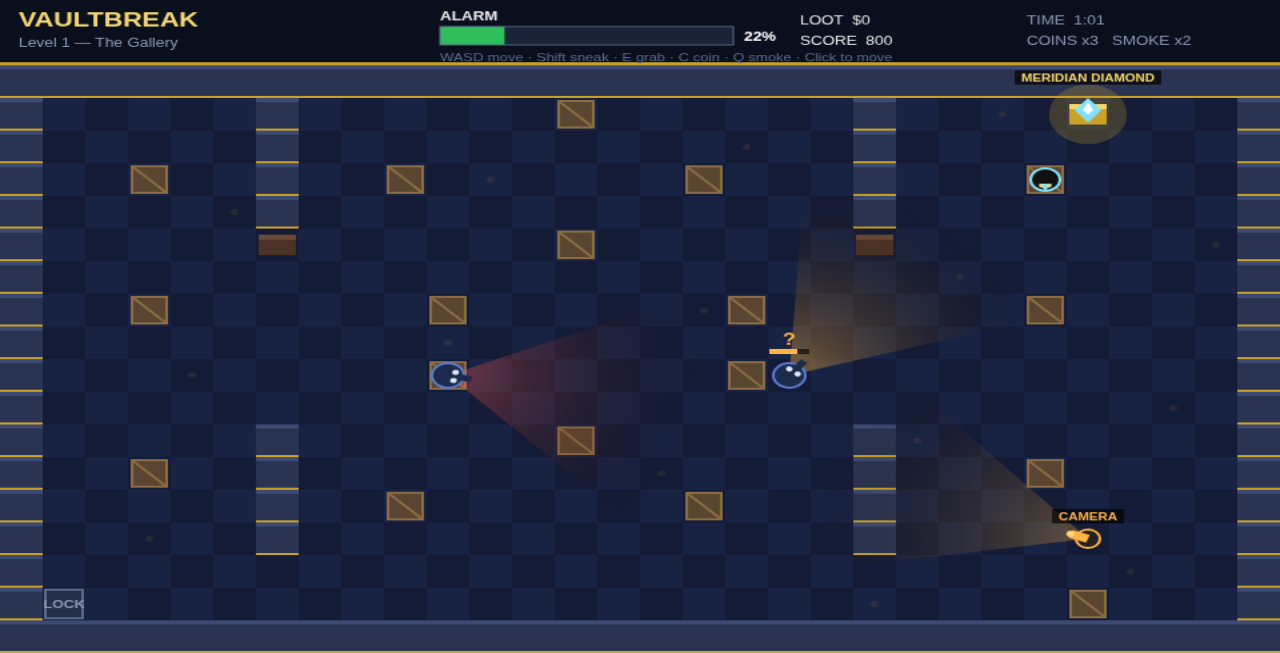 VAULTBREAK
Level 1 — The Gallery
ALARM
22%
WASD move · Shift sneak · E grab · C coin · Q smoke · Click to move
LOOT $0
SCORE 800
TIME 1:01
COINS x3 SMOKE x2
MERIDIAN DIAMOND
?
CAMERA
LOCK